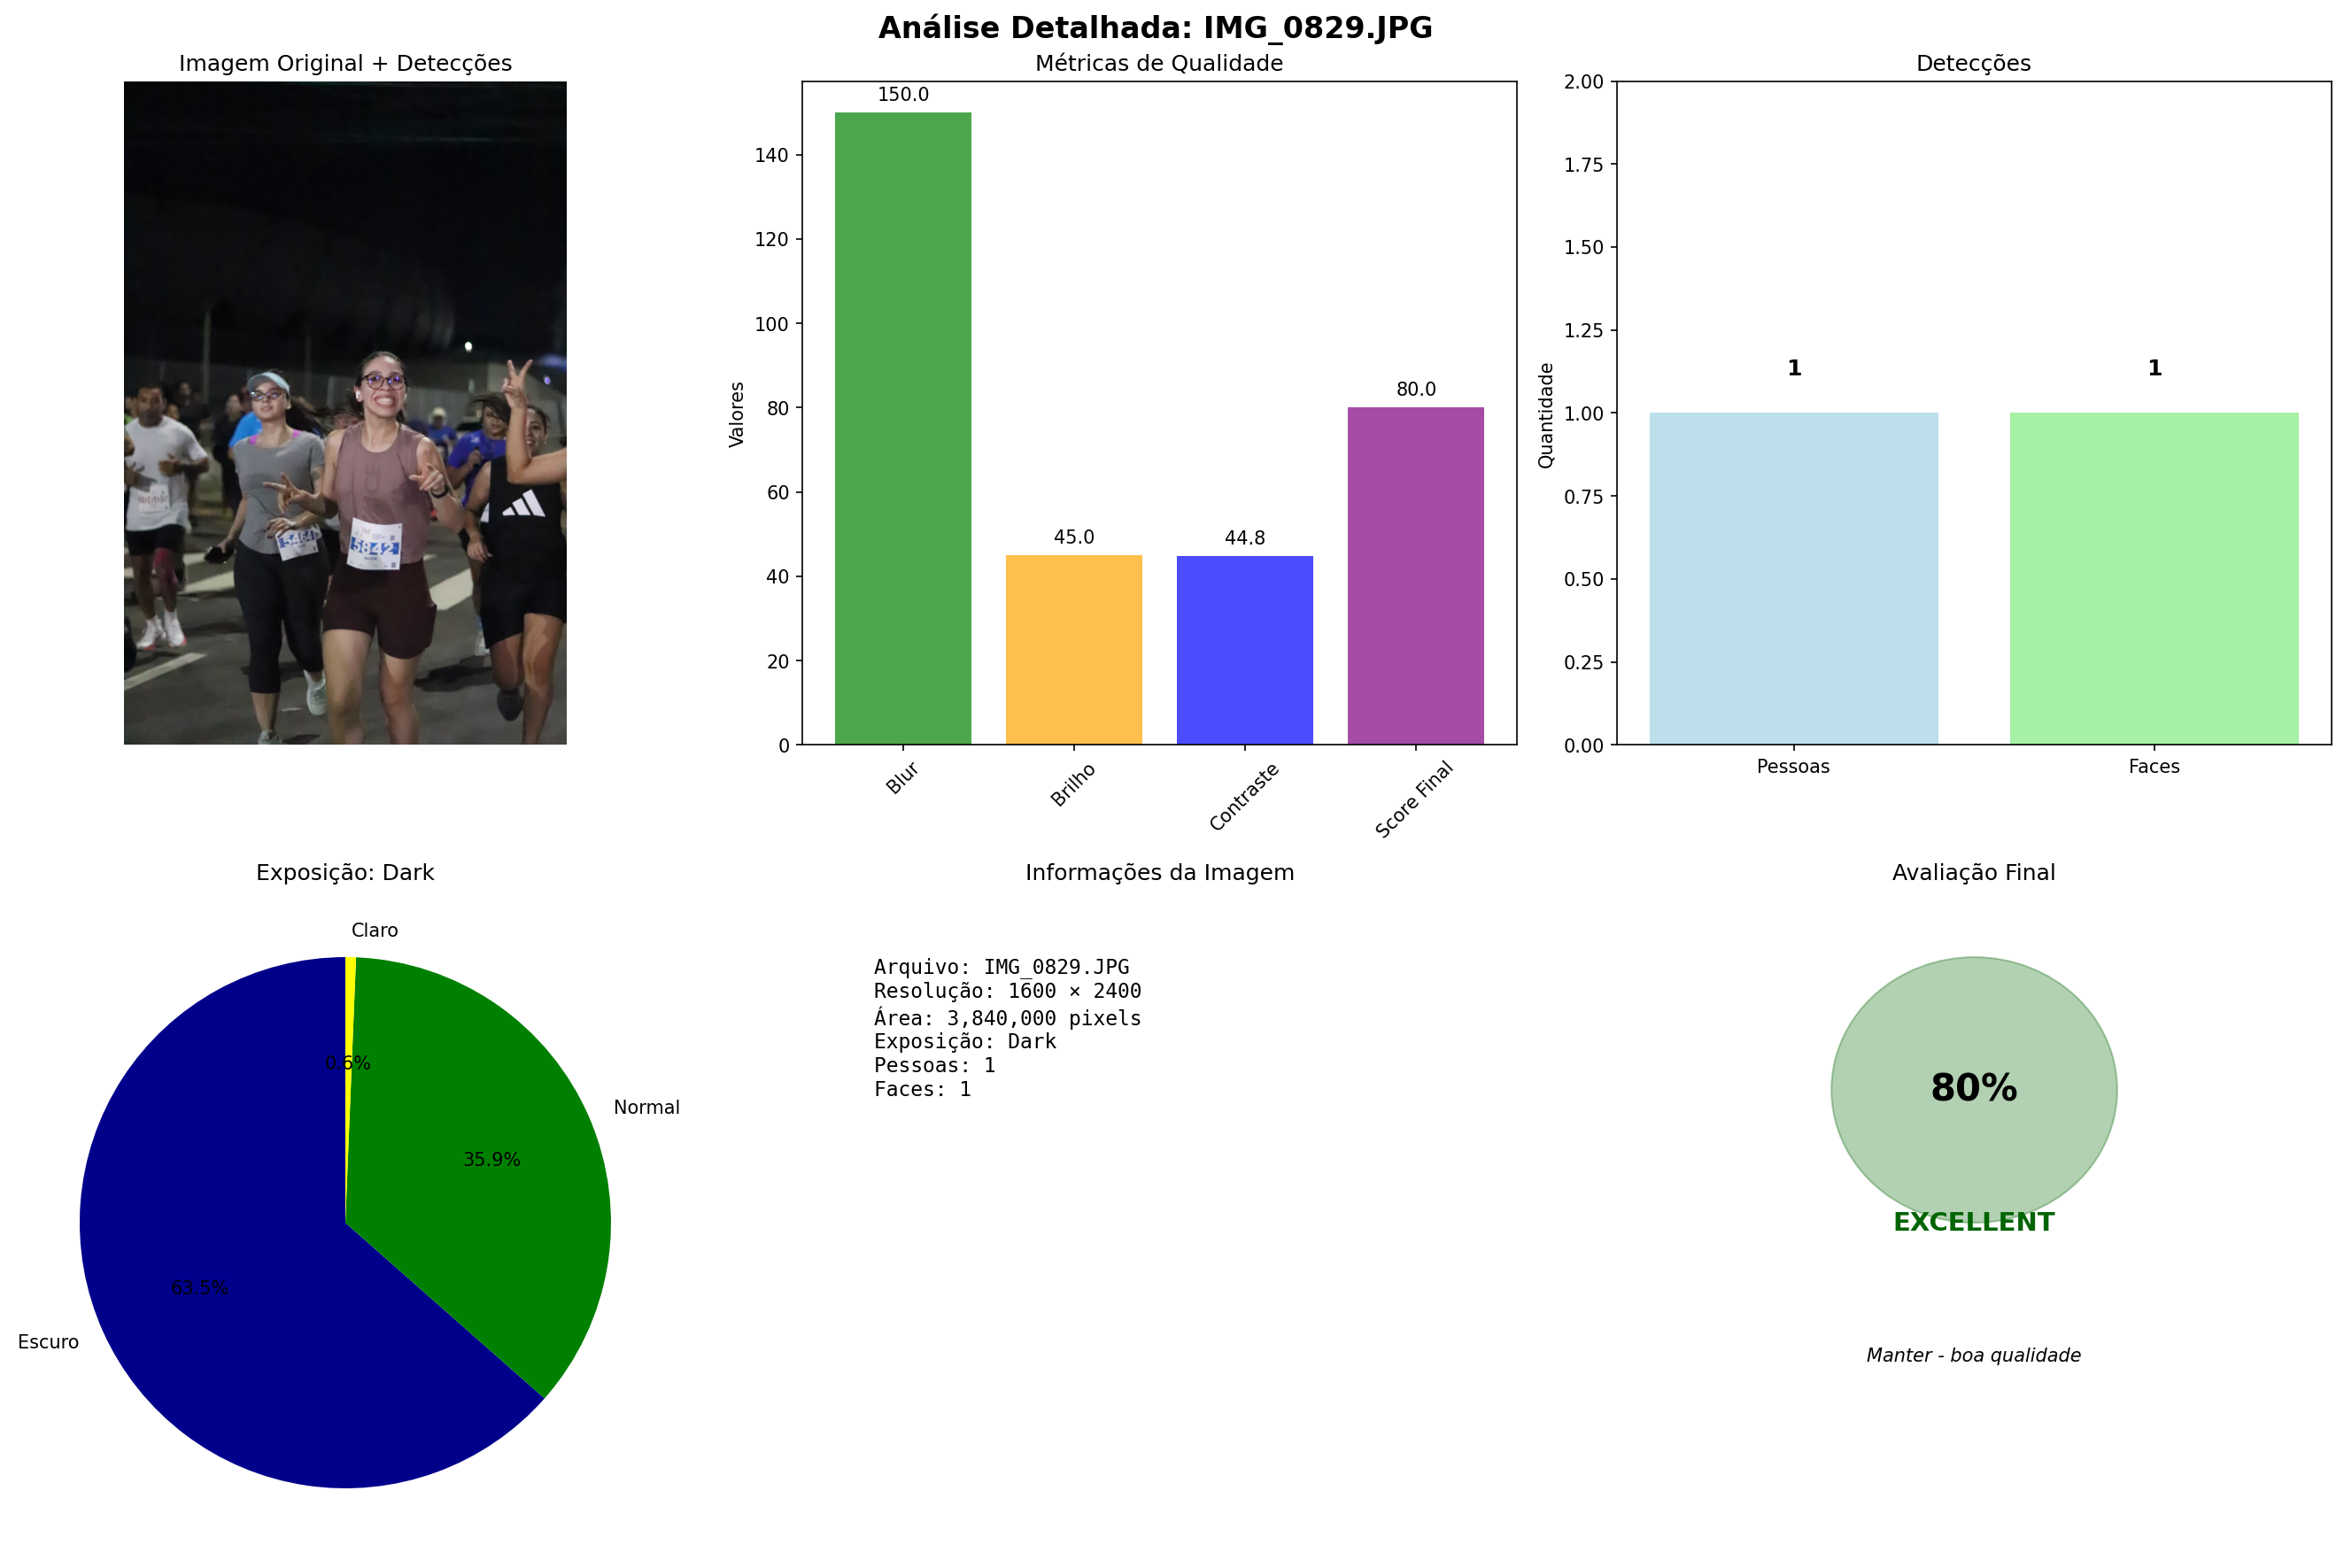 Análise Detalhada: IMG_0829.JPG
Imagem Original + Detecções
5464
5842
Métricas de Qualidade
Valores
140
120
100
80
60
40
20
0
150.0
45.0
44.8
80.0
Blur
Brilho
Contraste
Score Final
Detecções
Quantidade
2.00
1.75
1.50
1.25
1.00
0.75
0.50
0.25
0.00
1
1
Pessoas
Faces
Exposição: Dark
Claro
0.6%
Normal
35.9%
63.5%
Escuro
Informações da Imagem
Arquivo: IMG_0829.JPG
Resolução: 1600 × 2400
Área: 3,840,000 pixels
Exposição: Dark
Pessoas: 1
Faces: 1
Avaliação Final
80%
EXCELLENT
Manter - boa qualidade